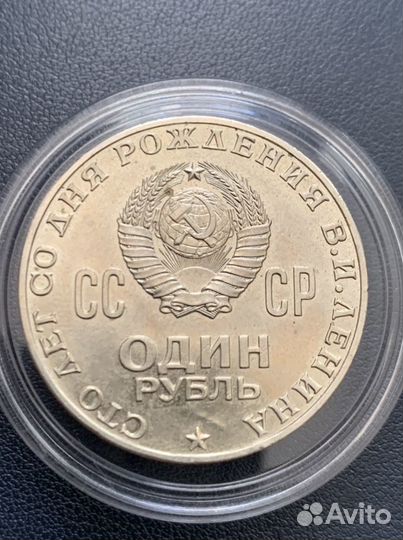 СТО ЛЕТ СО ДНЯ РОЖДЕНИЯ В.И.ЛЕНИНА
СС СР
ОДИН
РУБЛЬ
Avito